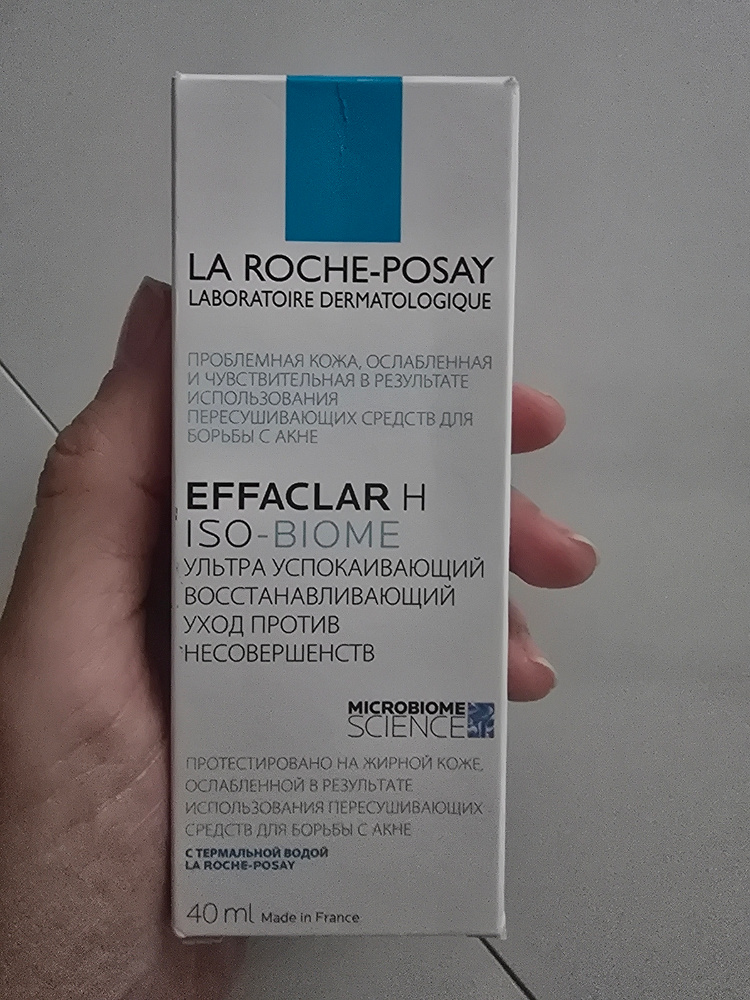 LA ROCHE-POSAY
LABORATOIRE DERMATOLOGIQUE
ПРОБЛЕМНАЯ КОЖА, ОСЛАБЛЕННАЯ
И ЧУВСТВИТЕЛЬНАЯ В РЕЗУЛЬТАТЕ
ИСПОЛЬЗОВАНИЯ
ПЕРЕСУШИВАЮЩИХ СРЕДСТВ ДЛЯ
БОРЬБЫ С АКНЕ
EFFACLAR H
ISO-BIOME
УЛЬТРА УСПОКАИВАЮЩИЙ
ВОССТАНАВЛИВАЮЩИЙ
УХОД ПРОТИВ
НЕСОВЕРШЕНСТВ
MICROBIOME
SCIENCE
ПРОТЕСТИРОВАНО НА ЖИРНОЙ КОЖЕ,
ОСЛАБЛЕННОЙ В РЕЗУЛЬТАТЕ
ИСПОЛЬЗОВАНИЯ ПЕРЕСУШИВАЮЩИХ
СРЕДСТВ ДЛЯ БОРЬБЫ С АКНЕ
С ТЕРМАЛЬНОЙ ВОДОЙ
LA ROCHE-POSAY
40 ml Made in France